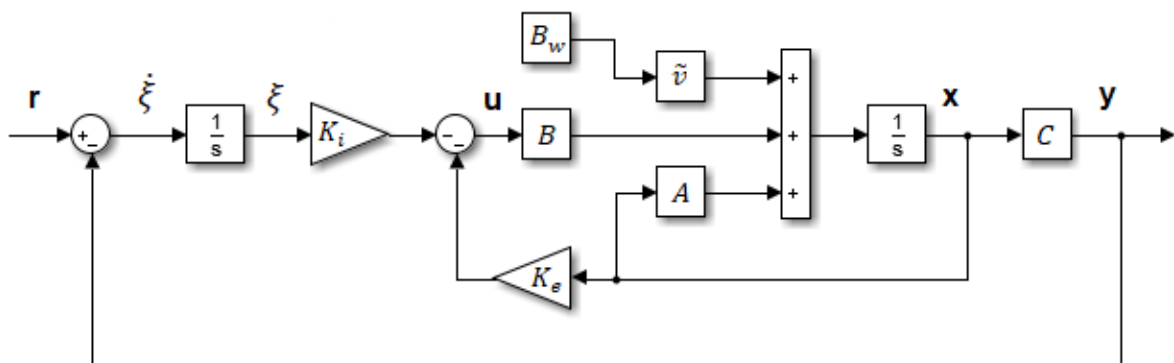 B_w
ṽ
+
r
ξ̇
ξ
u
x
y
+
−
1/s
K_i
−
−
B
+
1/s
C
A
+
K_e